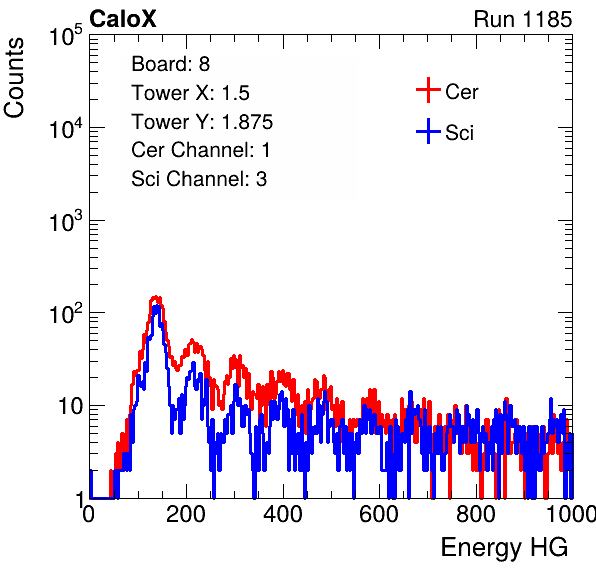 CaloX Run 1185
Counts
10^5
10^4
10^3
10^2
10
1
Board: 8
Tower X: 1.5
Tower Y: 1.875
Cer Channel: 1
Sci Channel: 3
Cer
Sci
0 200 400 600 800 1000
Energy HG